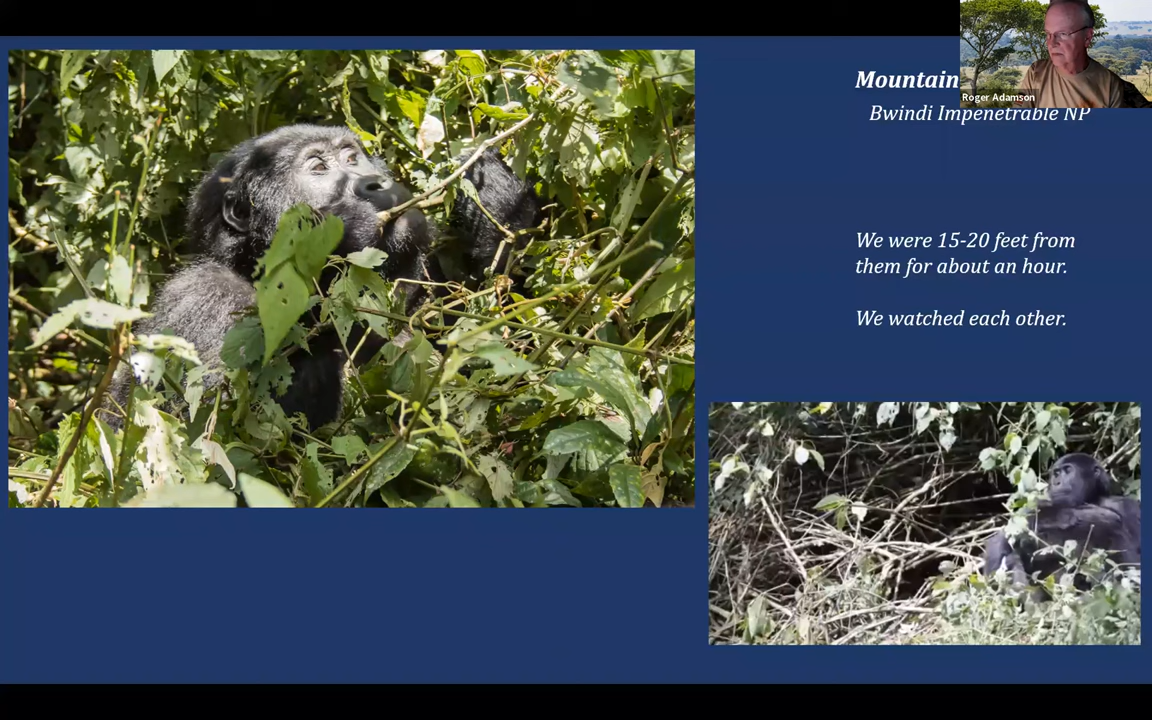 Mountain
Roger Adamson
Bwindi Impenetrable NP
We were 15-20 feet from
them for about an hour.
We watched each other.